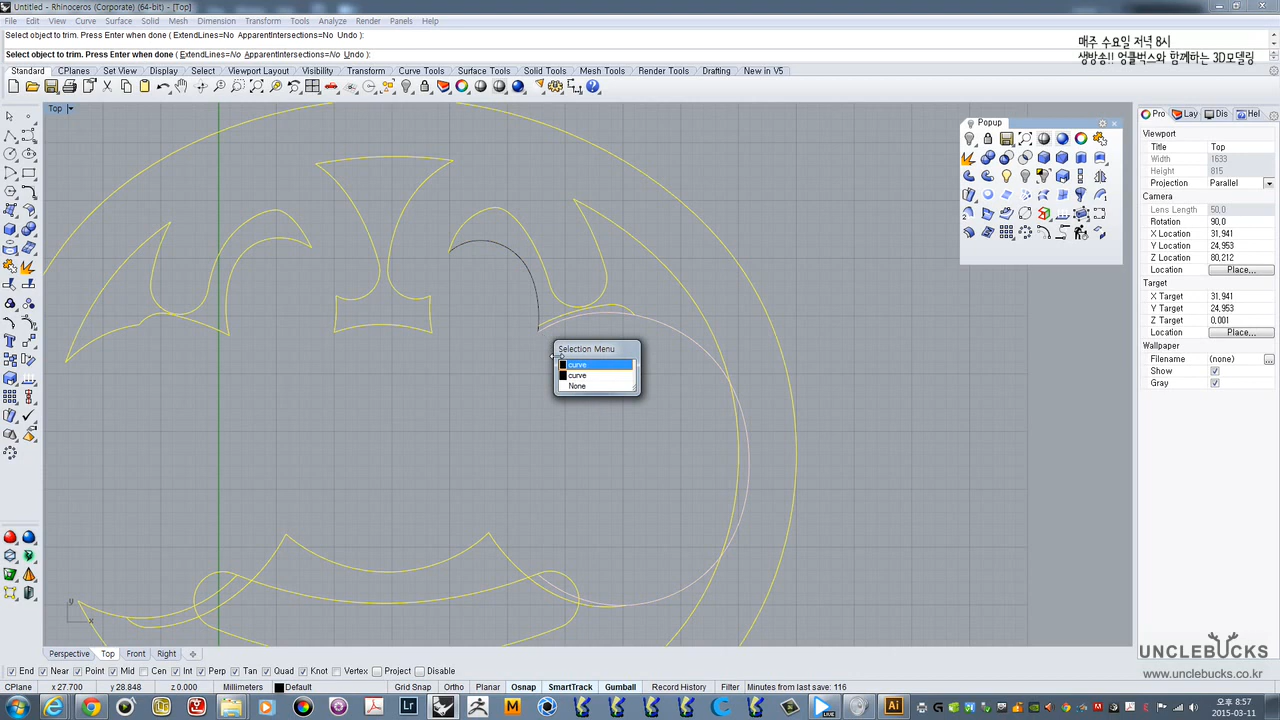 Untitled - Rhinoceros (Corporate) (64-bit) - [Top]
File Edit View Curve Surface Solid Mesh Dimension Transform Tools Analyze Render Panels Help
Select object to trim. Press Enter when done ( ExtendLines=No ApparentIntersections=No Undo ):
Select object to trim. Press Enter when done ( ExtendLines=No ApparentIntersections=No Undo ):
매주 수요일 저녁 8시
생방송!! 엉클벅스와 함께하는 3D모델링
Standard CPlanes Set View Display Select Viewport Layout Visibility Transform Curve Tools Surface Tools Solid Tools Mesh Tools Render Tools Drafting New in V5
Top
Popup
Pro Lay Dis Hel
Viewport
Title Top
Width 1633
Height 815
Projection Parallel
Camera
Lens Length 50,0
Rotation 90,0
X Location 31,941
Y Location 24,953
Z Location 80,212
Location Place...
Target
X Target 31,941
Y Target 24,953
Z Target 0,001
Location Place...
Wallpaper
Filename (none)
Show
Gray
Selection Menu
curve
curve
None
y
x
Perspective Top Front Right
End Near Point Mid Cen Int Perp Tan Quad Knot Vertex Project Disable
CPlane x 27.700 y 28.848 z 0.000 Millimeters Default Grid Snap Ortho Planar Osnap SmartTrack Gumball Record History Filter Minutes from last save: 116
UNCLEBUCKS
www.unclebucks.co.kr
오후 8:57
2015-03-11